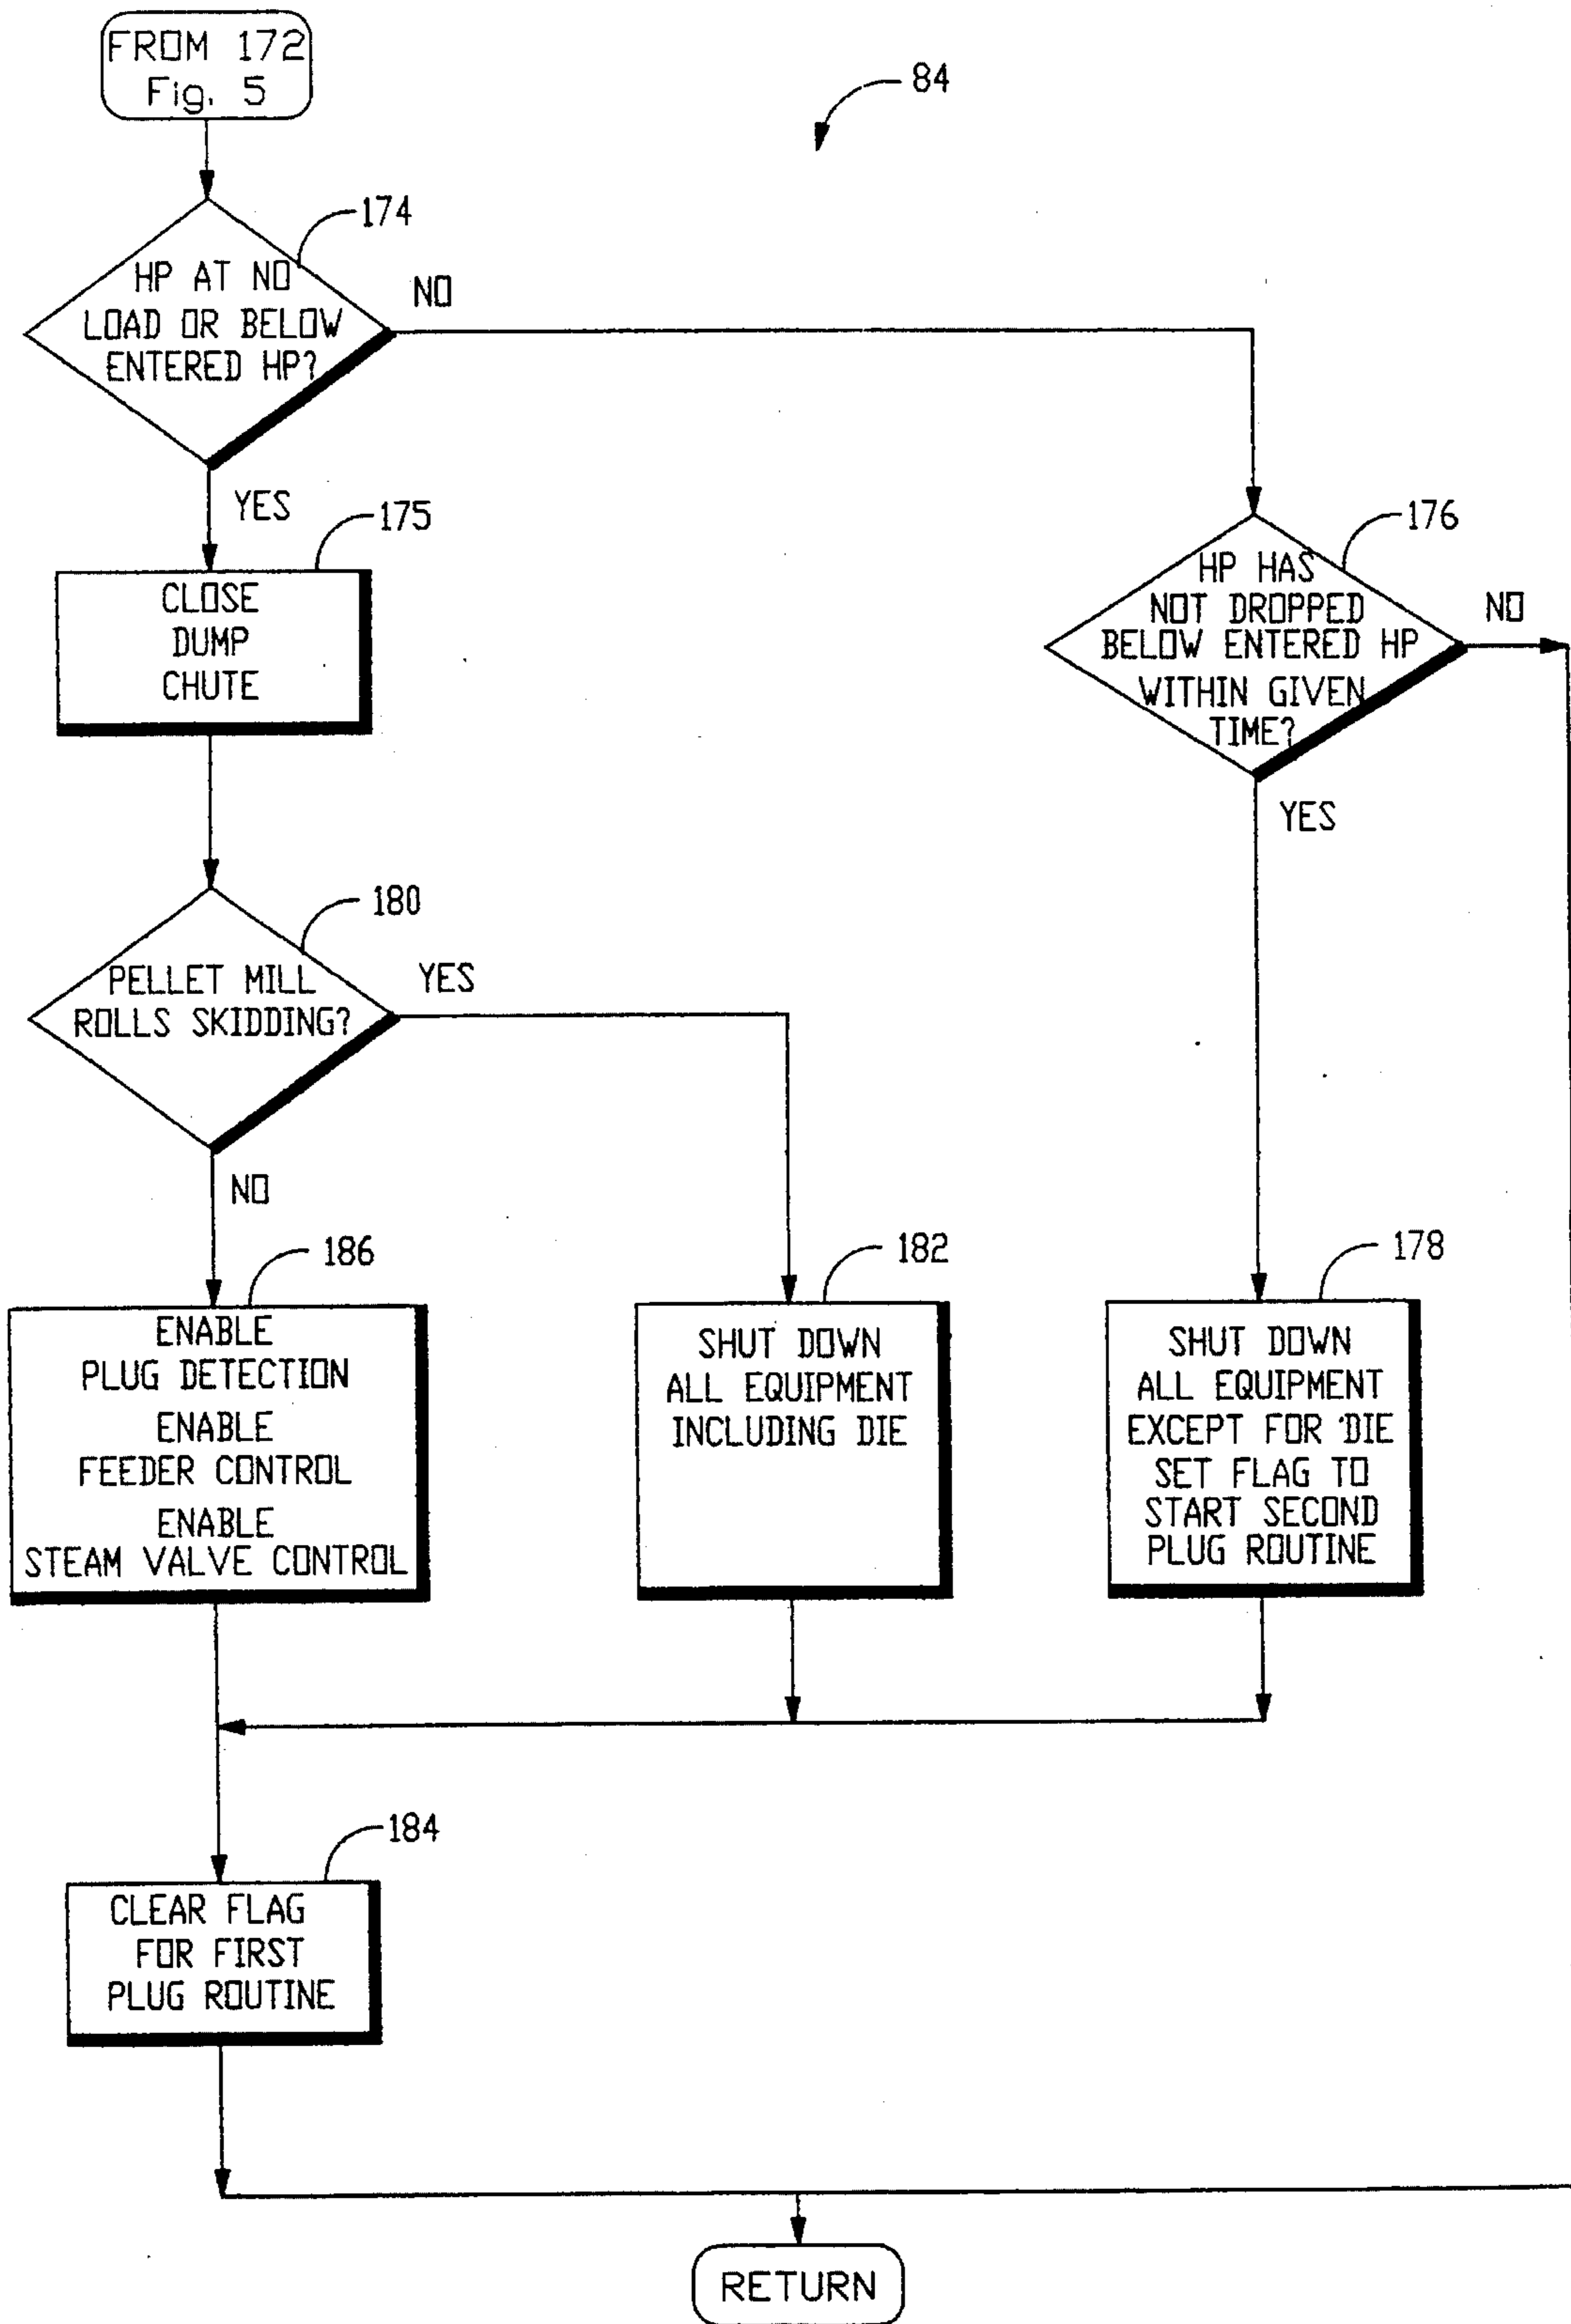 FROM 172
Fig. 5
84
174
HP AT NO
LOAD OR BELOW
ENTERED HP?
NO
YES
175
CLOSE
DUMP
CHUTE
176
HP HAS
NOT DROPPED
BELOW ENTERED HP
WITHIN GIVEN
TIME?
NO
YES
180
PELLET MILL
ROLLS SKIDDING?
YES
NO
186
ENABLE
PLUG DETECTION
ENABLE
FEEDER CONTROL
ENABLE
STEAM VALVE CONTROL
182
SHUT DOWN
ALL EQUIPMENT
INCLUDING DIE
178
SHUT DOWN
ALL EQUIPMENT
EXCEPT FOR DIE
SET FLAG TO
START SECOND
PLUG ROUTINE
184
CLEAR FLAG
FOR FIRST
PLUG ROUTINE
RETURN